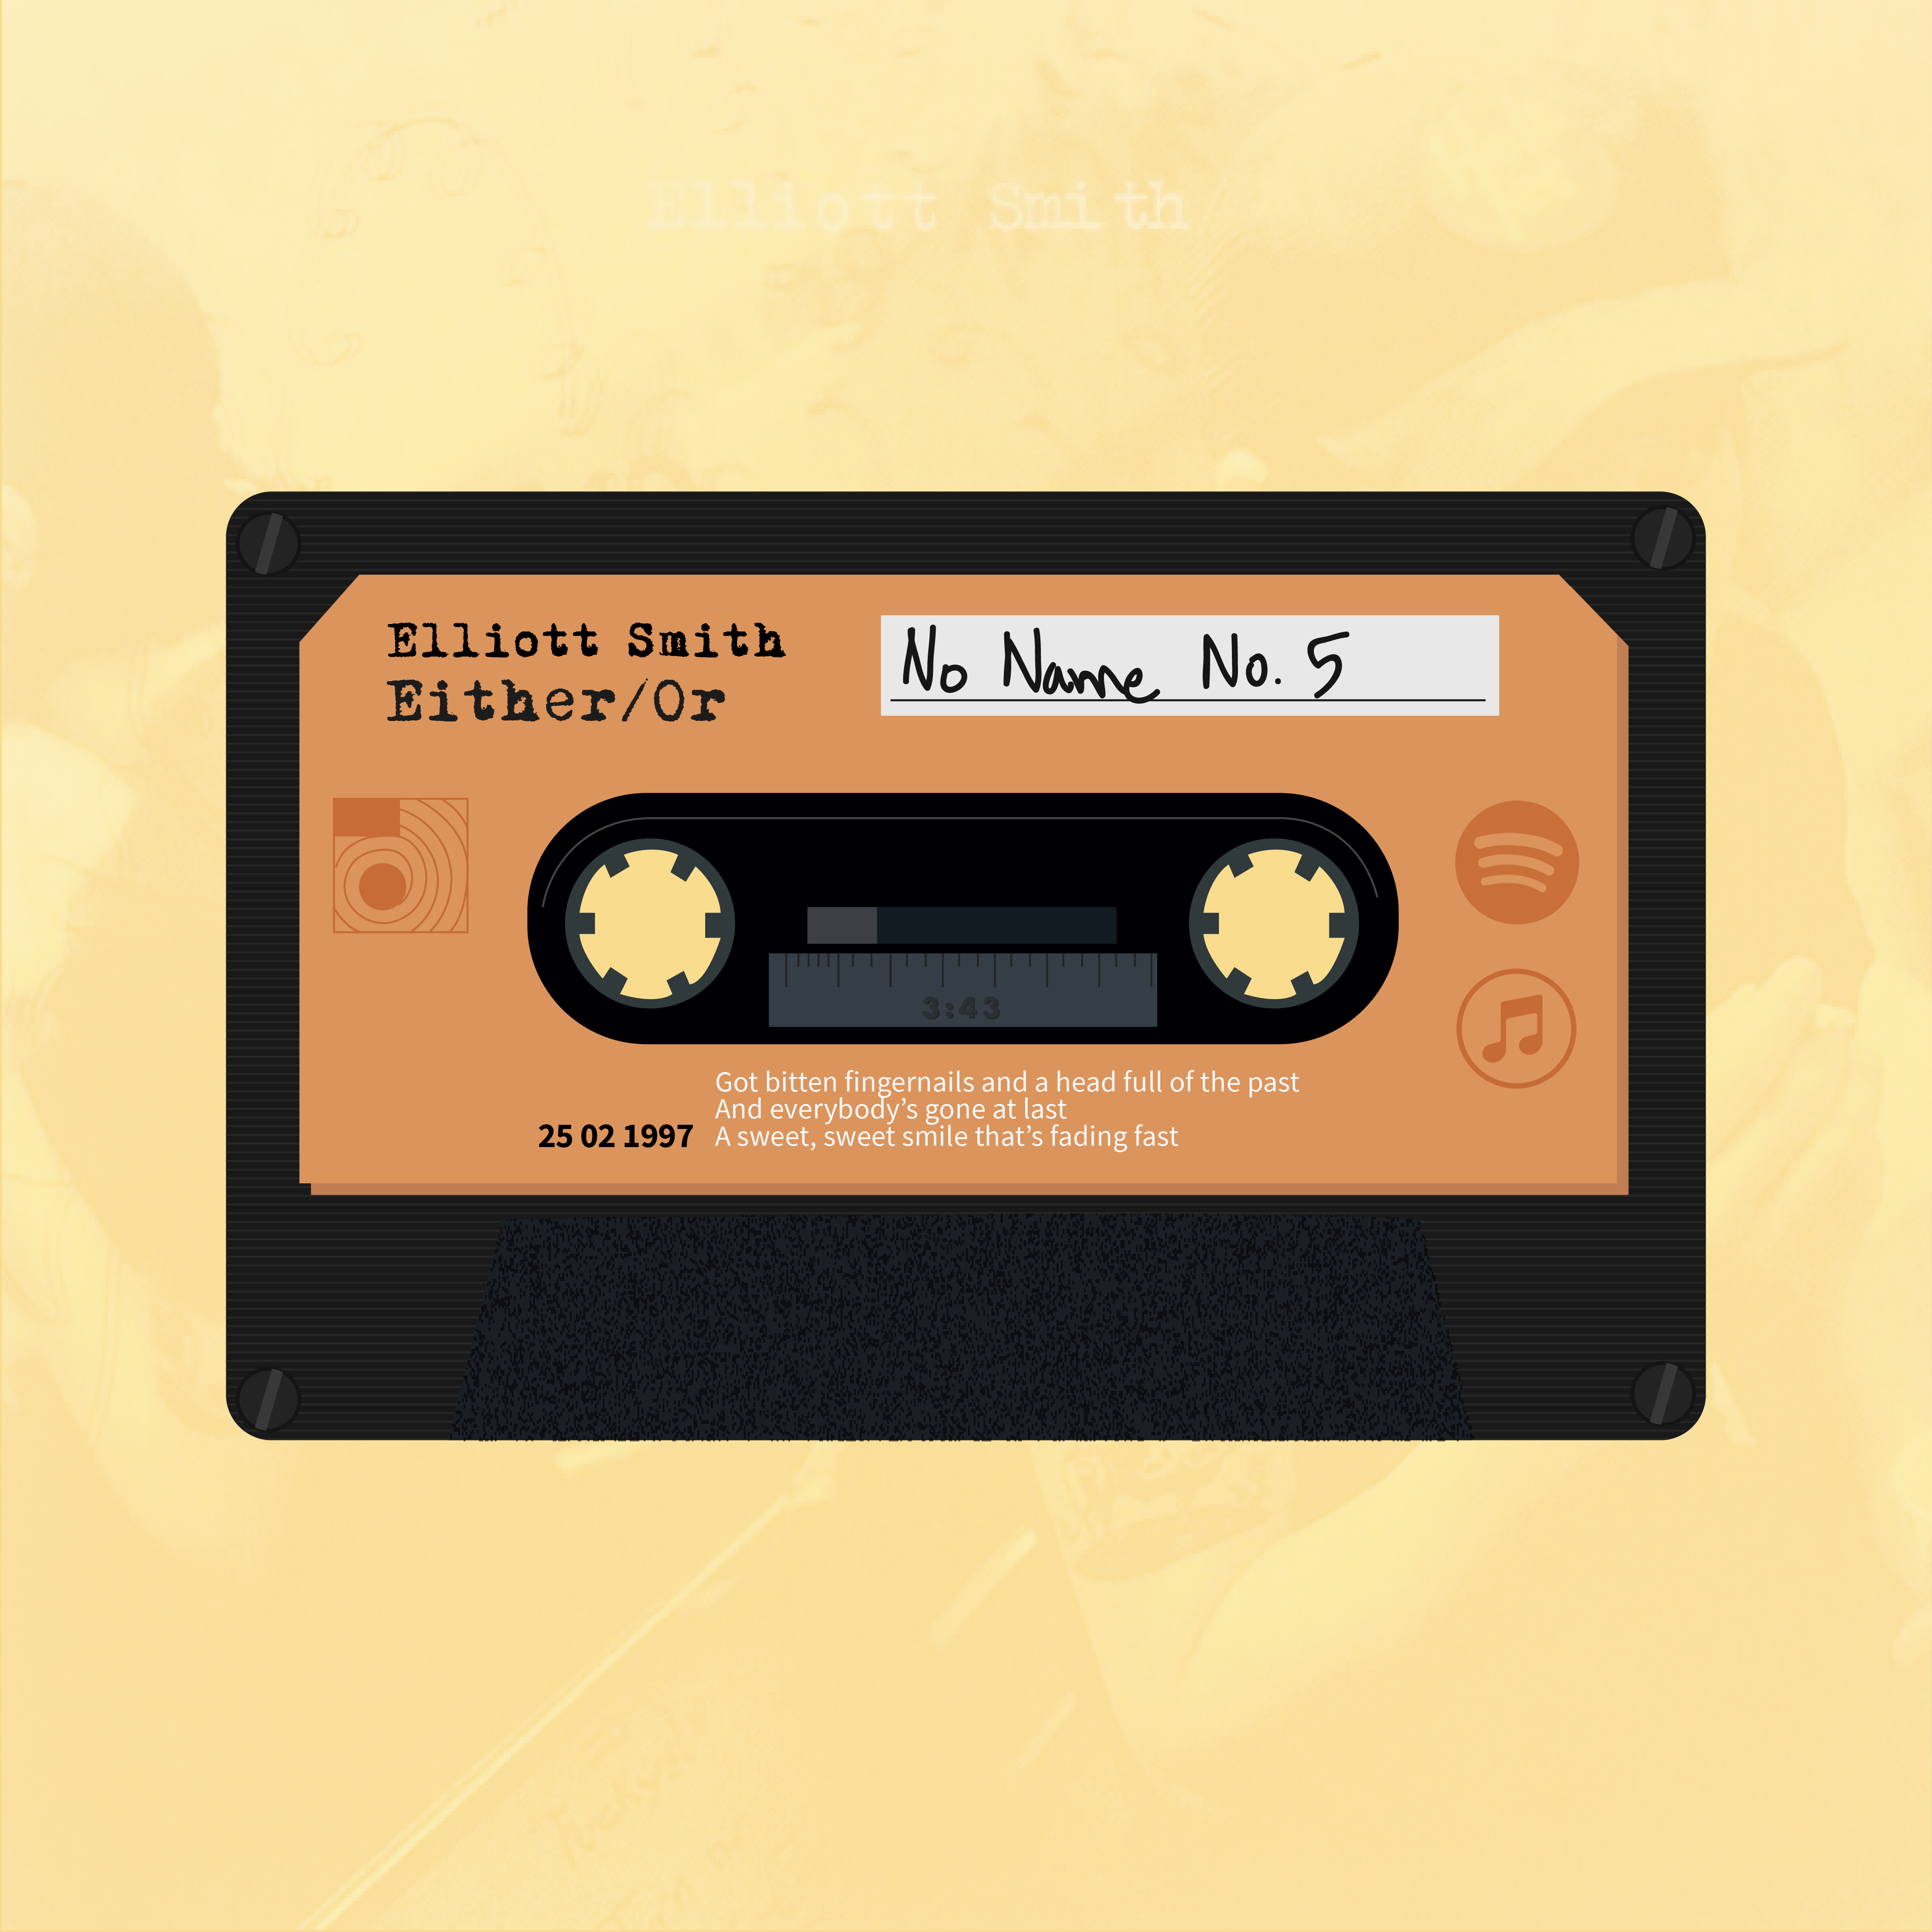 Elliott Smith
Elliott Smith
Either/Or
No Name No. 5
3:43
Got bitten fingernails and a head full of the past
And everybody’s gone at last
25 02 1997 A sweet, sweet smile that’s fading fast